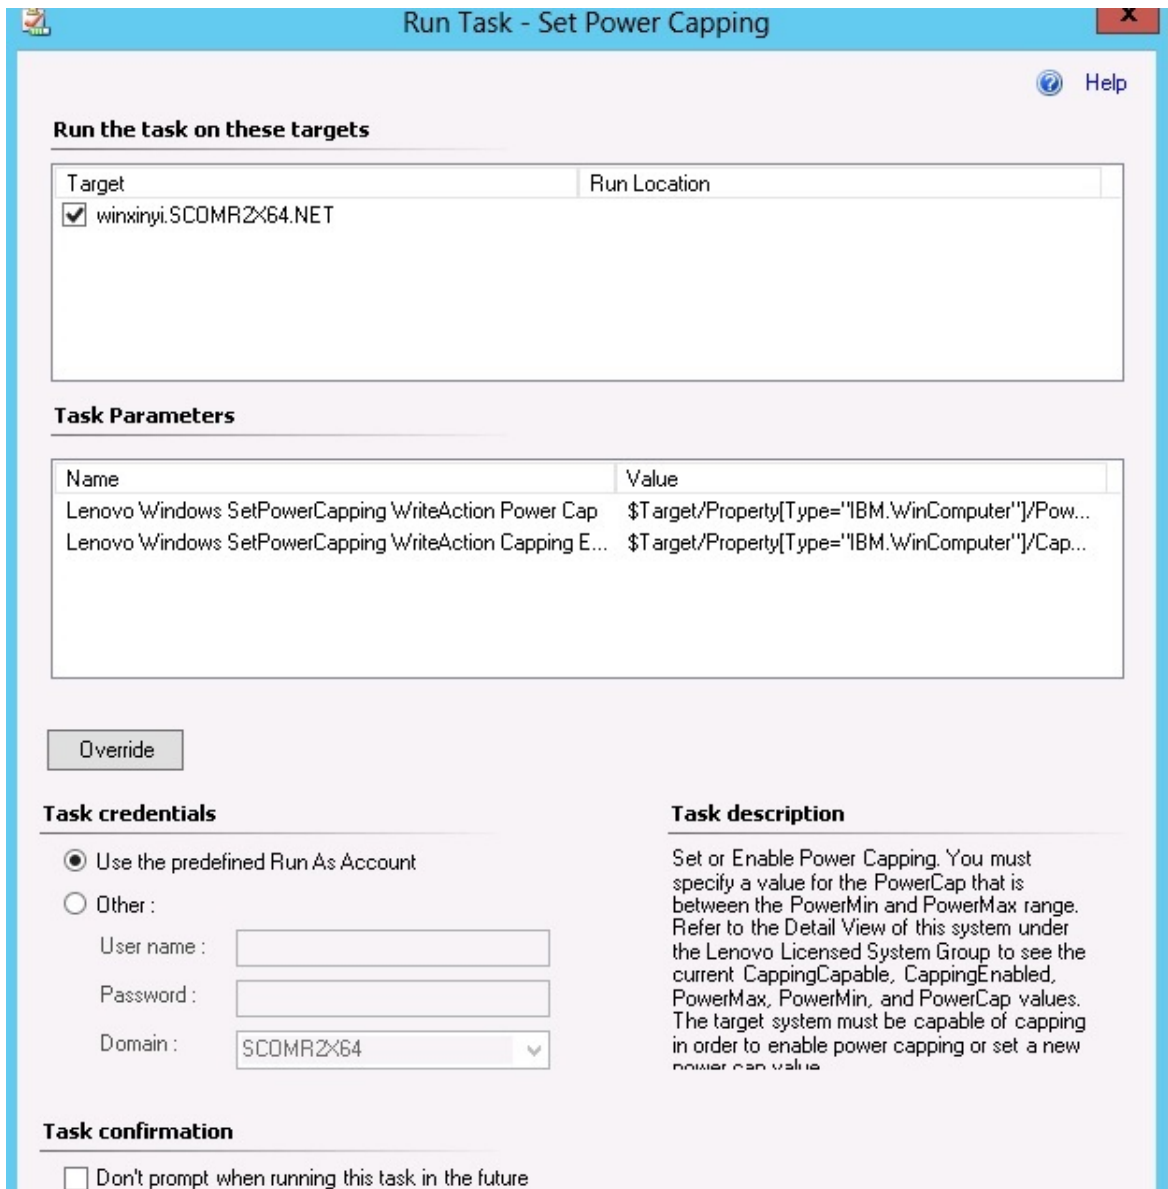 Run Task - Set Power Capping
x
Help
Run the task on these targets
Target Run Location
winxinyi.SCOMR2X64.NET
Task Parameters
Name Value
Lenovo Windows SetPowerCapping WriteAction Power Cap $Target/Property[Type="IBM.WinComputer"]/Pow...
Lenovo Windows SetPowerCapping WriteAction Capping E... $Target/Property[Type="IBM.WinComputer"]/Cap...
Override
Task credentials
Use the predefined Run As Account
Other :
User name :
Password :
Domain :
SCOMR2X64
Task description
Set or Enable Power Capping. You must
specify a value for the PowerCap that is
between the PowerMin and PowerMax range.
Refer to the Detail View of this system under
the Lenovo Licensed System Group to see the
current CappingCapable, CappingEnabled,
PowerMax, PowerMin, and PowerCap values.
The target system must be capable of capping
in order to enable power capping or set a new
power cap value
Task confirmation
Don't prompt when running this task in the future